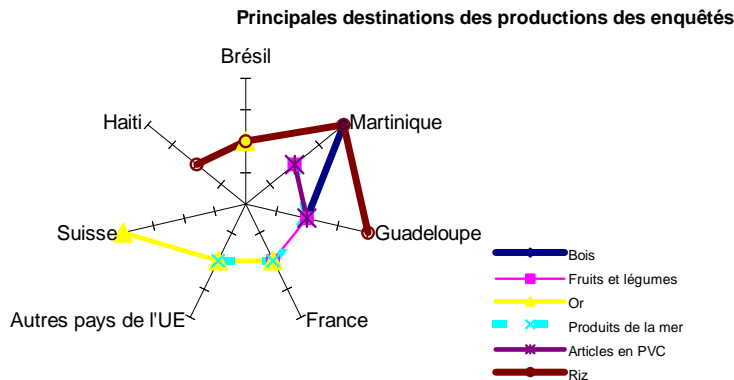 Principales destinations des productions des enquêtés
Brésil
Haiti
Martinique
Suisse
Guadeloupe
Autres pays de l'UE
France
Bois
Fruits et légumes
Or
Produits de la mer
Articles en PVC
Riz